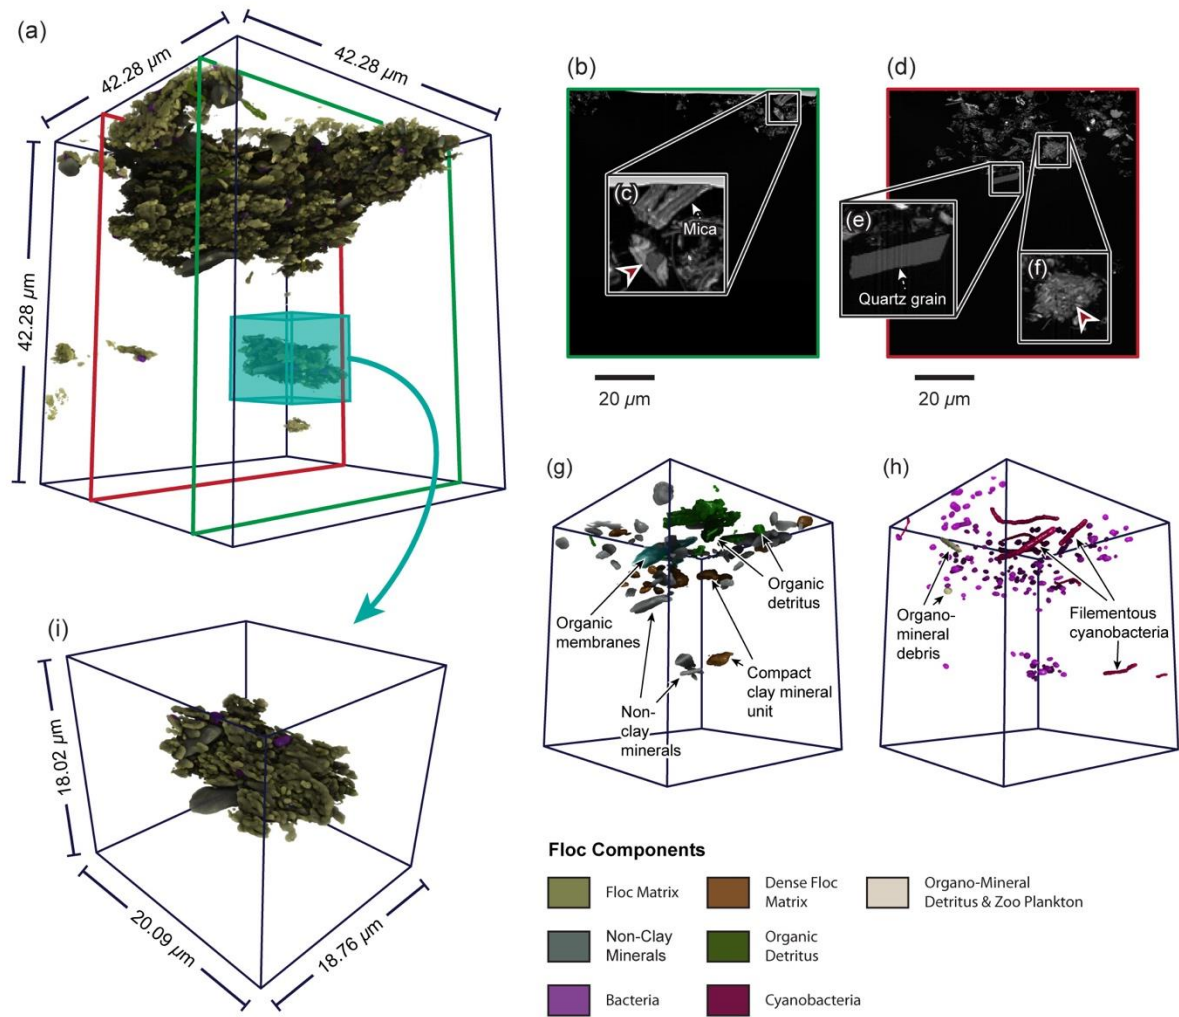 (a)
42.28 µm
42.28 µm
42.28 µm
(b)
(c)
Mica
20 µm
(d)
(e)
Quartz grain
(f)
20 µm
(g)
Organic
membranes
Organic
detritus
Non-
clay
minerals
Compact
clay mineral
unit
(h)
Organo-
mineral
debris
Filementous
cyanobacteria
(i)
18.02 µm
20.09 µm
18.76 µm
Floc Components
Floc Matrix
Dense Floc
Matrix
Organo-Mineral
Detritus & Zoo Plankton
Non-Clay
Minerals
Organic
Detritus
Bacteria
Cyanobacteria